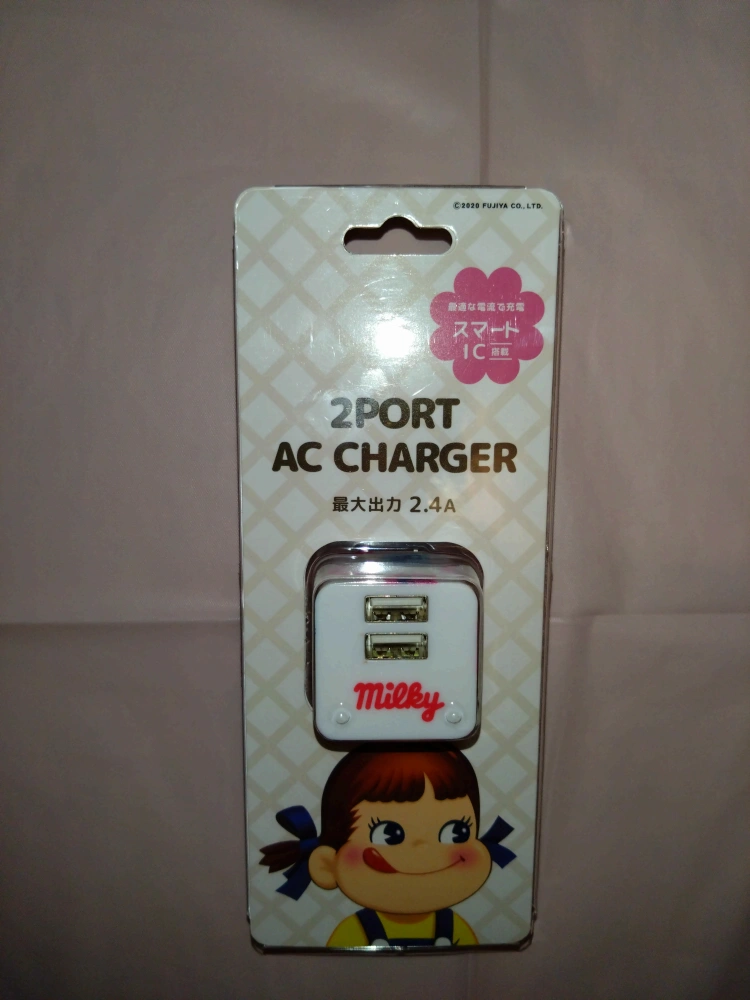 ©2020 FUJIYA CO., LTD.
最適な電流で充電
スマート
IC 搭載
2PORT
AC CHARGER
最大出力 2.4A
milky